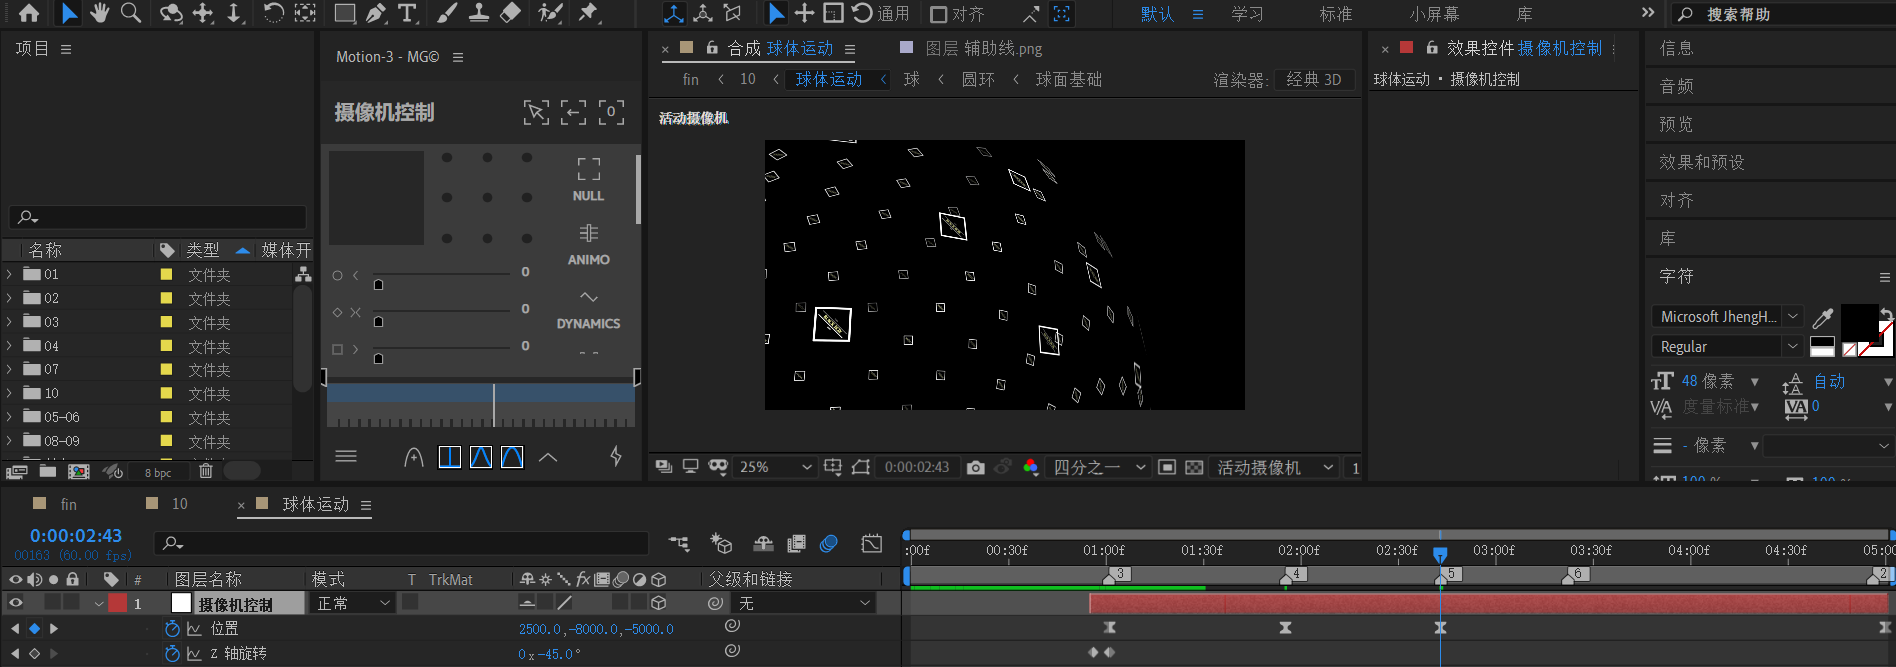 通用 对齐 默认 学习 标准 小屏幕 库 搜索帮助
项目
名称 类型 媒体开
01 文件夹
02 文件夹
03 文件夹
04 文件夹
07 文件夹
10 文件夹
05-06 文件夹
08-09 文件夹
8 bpc
Motion-3 - MG©
摄像机控制
0
NULL
ANIMO
DYNAMICS
0
0
0
合成 球体运动 图层 辅助线.png
fin 10 球体运动 球 圆环 球面基础 渲染器: 经典 3D
活动摄像机
25% 0:00:02:43 四分之一 活动摄像机 1
效果控件 摄像机控制
球体运动 • 摄像机控制
信息
音频
预览
效果和预设
对齐
库
字符
Microsoft JhengH...
Regular
48 像素 自动
度量标准 0
- 像素
100 % 100 %
fin 10 球体运动
0:00:02:43
00163 (60.00 fps)
:00f 00:30f 01:00f 01:30f 02:00f 02:30f 03:00f 03:30f 04:00f 04:30f 05:00
3 4 5 6 2
# 图层名称 模式 T TrkMat fx 父级和链接
1 摄像机控制 正常 无
位置 2500.0,-8000.0,-5000.0
Z 轴旋转 0x-45.0°